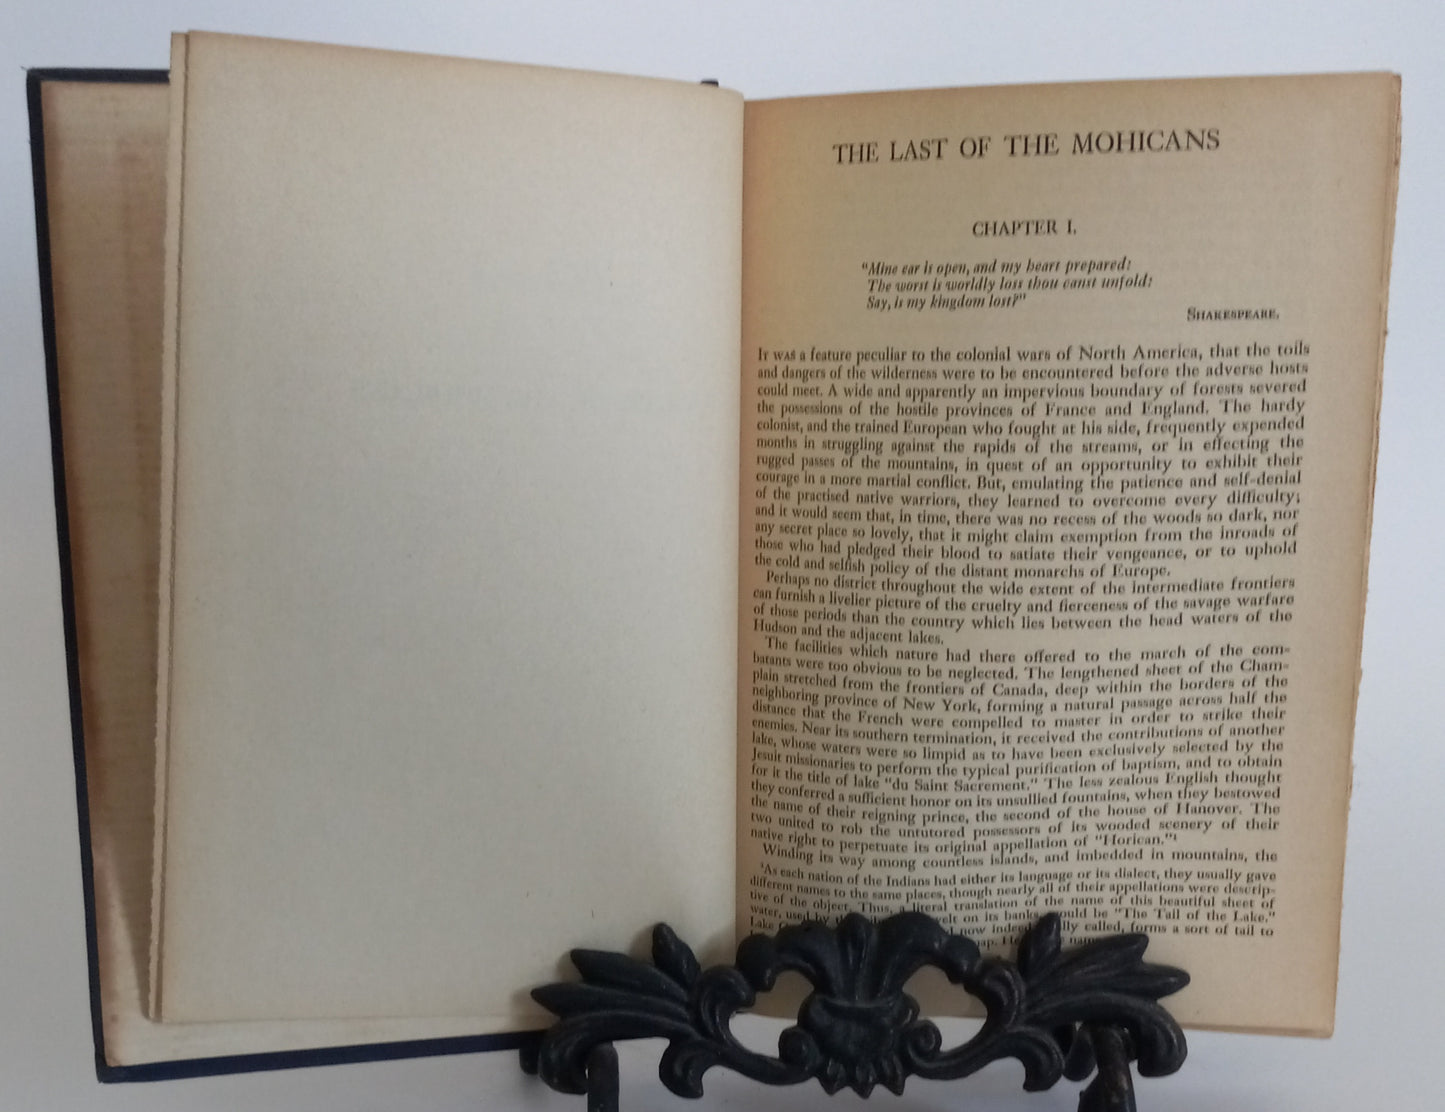 THE LAST OF THE MOHICANS
CHAPTER I.
"Mine ear is open, and my heart prepared:
The worst is worldly loss thou canst unfold:
Say, is my kingdom lost?"
SHAKESPEARE.
IT WAS a feature peculiar to the colonial wars of North America, that the toils
and dangers of the wilderness were to be encountered before the adverse hosts
could meet. A wide and apparently an impervious boundary of forests severed
the possessions of the hostile provinces of France and England. The hardy
colonist, and the trained European who fought at his side, frequently expended
months in struggling against the rapids of the streams, or in effecting the
rugged passes of the mountains, in quest of an opportunity to exhibit their
courage in a more martial conflict. But, emulating the patience and self-denial
of the practised native warriors, they learned to overcome every difficulty;
and it would seem that, in time, there was no recess of the woods so dark, nor
any secret place so lovely, that it might claim exemption from the inroads of
those who had pledged their blood to satiate their vengeance, or to uphold
the cold and selfish policy of the distant monarchs of Europe.
Perhaps no district throughout the wide extent of the intermediate frontiers
can furnish a livelier picture of the cruelty and fierceness of the savage warfare
of those periods than the country which lies between the head waters of the
Hudson and the adjacent lakes.
The facilities which nature had there offered to the march of the com-
batants were too obvious to be neglected. The lengthened sheet of the Cham-
plain stretched from the frontiers of Canada, deep within the borders of the
neighboring province of New York, forming a natural passage across half the
distance that the French were compelled to master in order to strike their
enemies. Near its southern termination, it received the contributions of another
lake, whose waters were so limpid as to have been exclusively selected by the
Jesuit missionaries to perform the typical purification of baptism, and to obtain
for it the title of lake "du Saint Sacrement." The less zealous English thought
they conferred a sufficient honor on its unsullied fountains, when they bestowed
the name of their reigning prince, the second of the house of Hanover. The
two united to rob the untutored possessors of its wooded scenery of their
native right to perpetuate its original appellation of "Horican."¹
Winding its way among countless islands, and imbedded in mountains, the
¹As each nation of the Indians had either its language or its dialect, they usually gave
different names to the same places, though nearly all of their appellations were descrip-
tive of the object. Thus, a literal translation of the name of this beautiful sheet of
water, used by the on its banks, would be "The Tail of the Lake."
Lake now indeed called, forms a sort of tail to
name